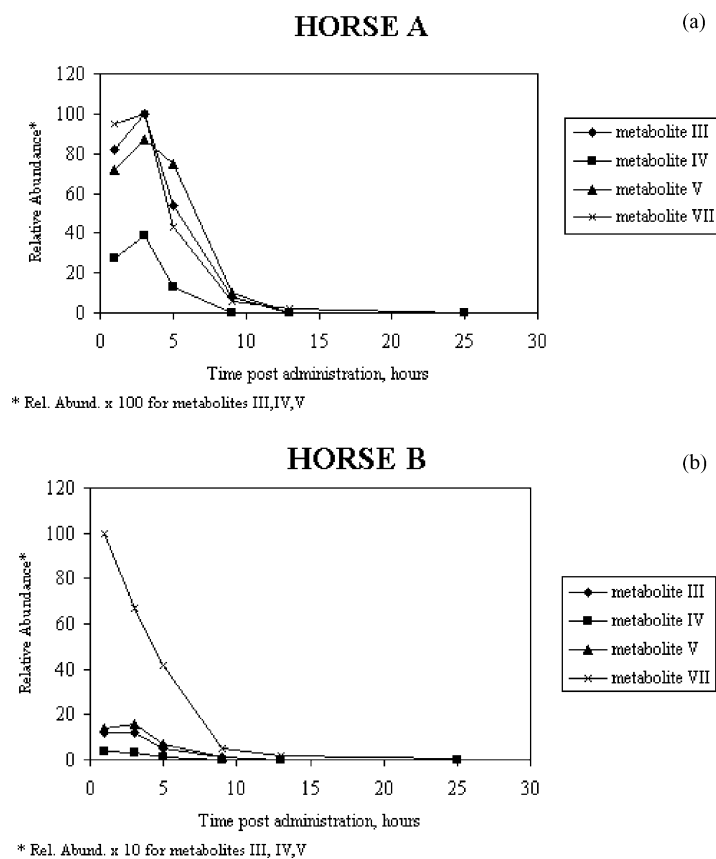 HORSE A
(a)
120
100
80
60
40
20
0
Relative Abundance*
0 5 10 15 20 25 30
Time post administration, hours
metabolite III
metabolite IV
metabolite V
metabolite VII
* Rel. Abund. x 100 for metabolites III,IV,V
HORSE B
(b)
120
100
80
60
40
20
0
Relative Abundance*
0 5 10 15 20 25 30
Time post administration, hours
metabolite III
metabolite IV
metabolite V
metabolite VII
* Rel. Abund. x 10 for metabolites III, IV,V